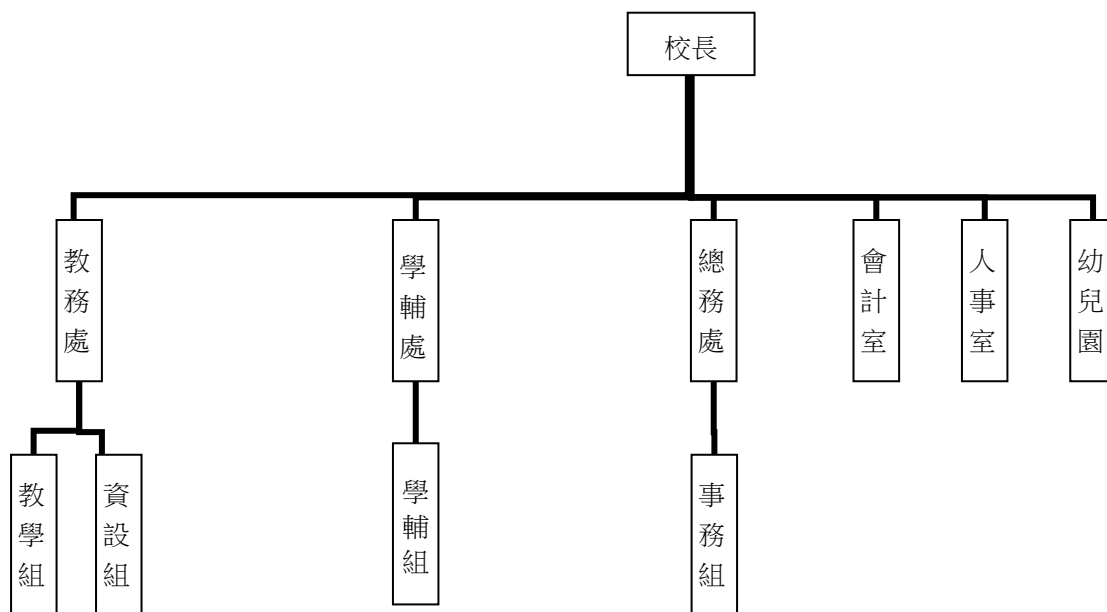 校長
教務處
學輔處
總務處
會計室
人事室
幼兒園
教學組
資設組
學輔組
事務組